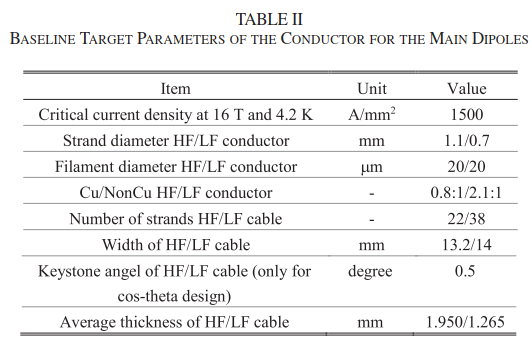 TABLE II
BASELINE TARGET PARAMETERS OF THE CONDUCTOR FOR THE MAIN DIPOLES
Item Unit Value
Critical current density at 16 T and 4.2 K A/mm² 1500
Strand diameter HF/LF conductor mm 1.1/0.7
Filament diameter HF/LF conductor μm 20/20
Cu/NonCu HF/LF conductor - 0.8:1/2.1:1
Number of strands HF/LF cable - 22/38
Width of HF/LF cable mm 13.2/14
Keystone angel of HF/LF cable (only for degree 0.5
cos-theta design)
Average thickness of HF/LF cable mm 1.950/1.265